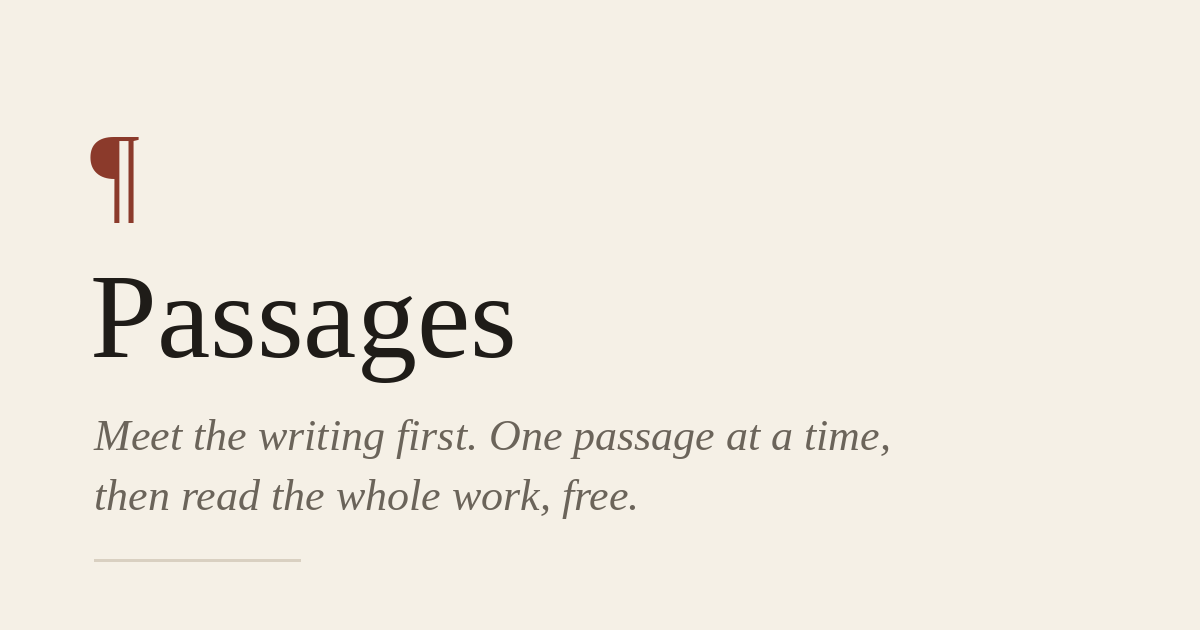 ¶
Passages
Meet the writing first. One passage at a time,
then read the whole work, free.